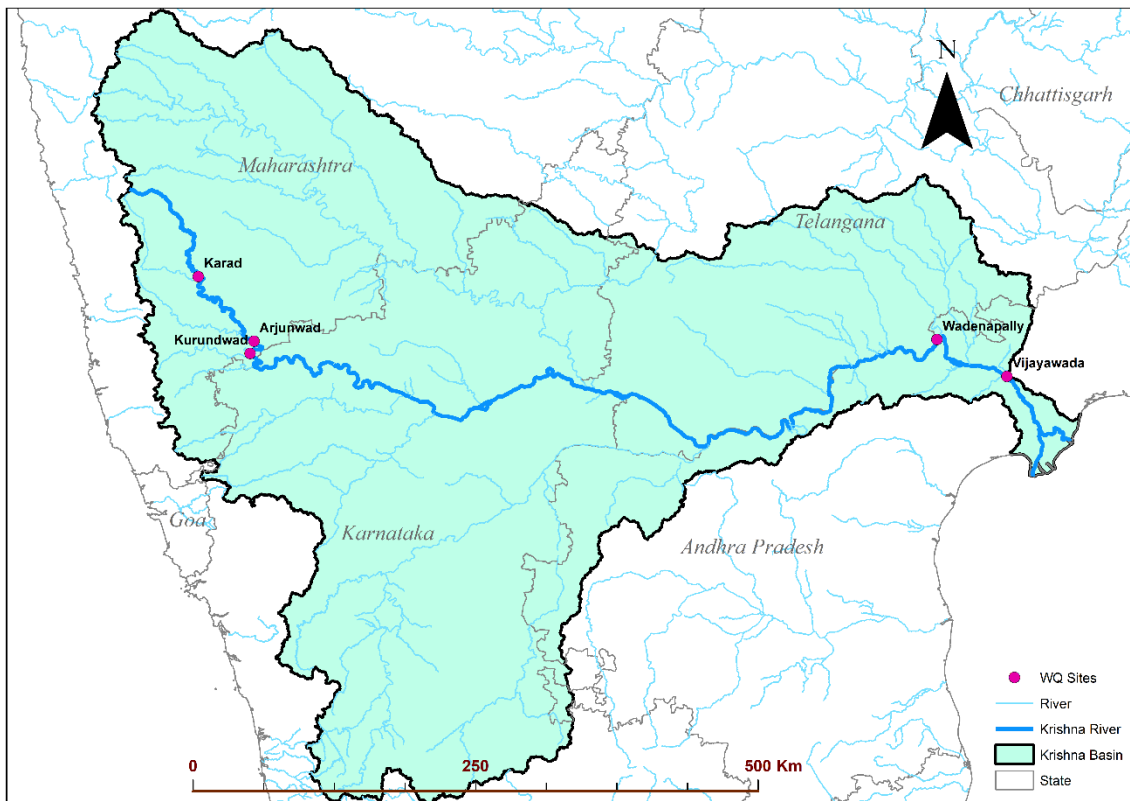 N
Chhattisgarh
Maharashtra
Telangana
Karad
Arjunwad
Kurundwad
Wadenapally
Vijayawada
Goa
Karnataka
Andhra Pradesh
WQ Sites
River
Krishna River
Krishna Basin
State
0 250 500 Km